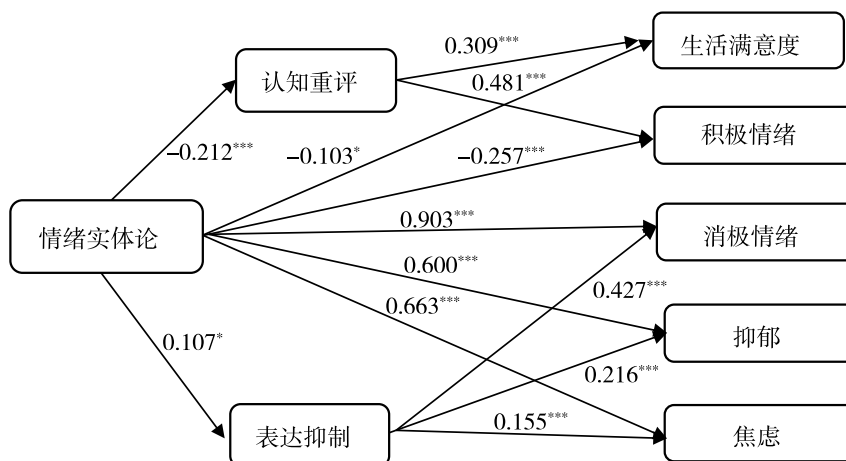 生活满意度
0.309***
认知重评
0.481***
积极情绪
−0.212***
−0.103*
−0.257***
情绪实体论
0.903***
消极情绪
0.600***
0.427***
0.663***
抑郁
0.107*
0.216***
表达抑制
0.155***
焦虑